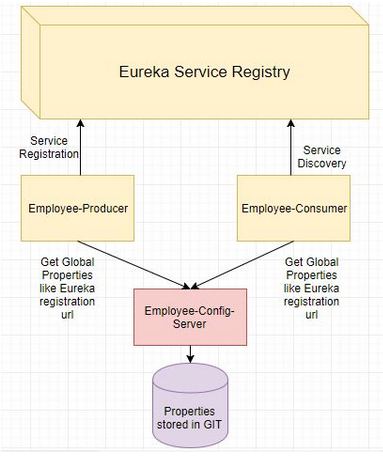 Eureka Service Registry
Service
Registration
Service
Discovery
Employee-Producer
Employee-Consumer
Get Global
Properties
like Eureka
registration
url
Get Global
Properties
like Eureka
registration
url
Employee-Config-
Server
Properties
stored in GIT